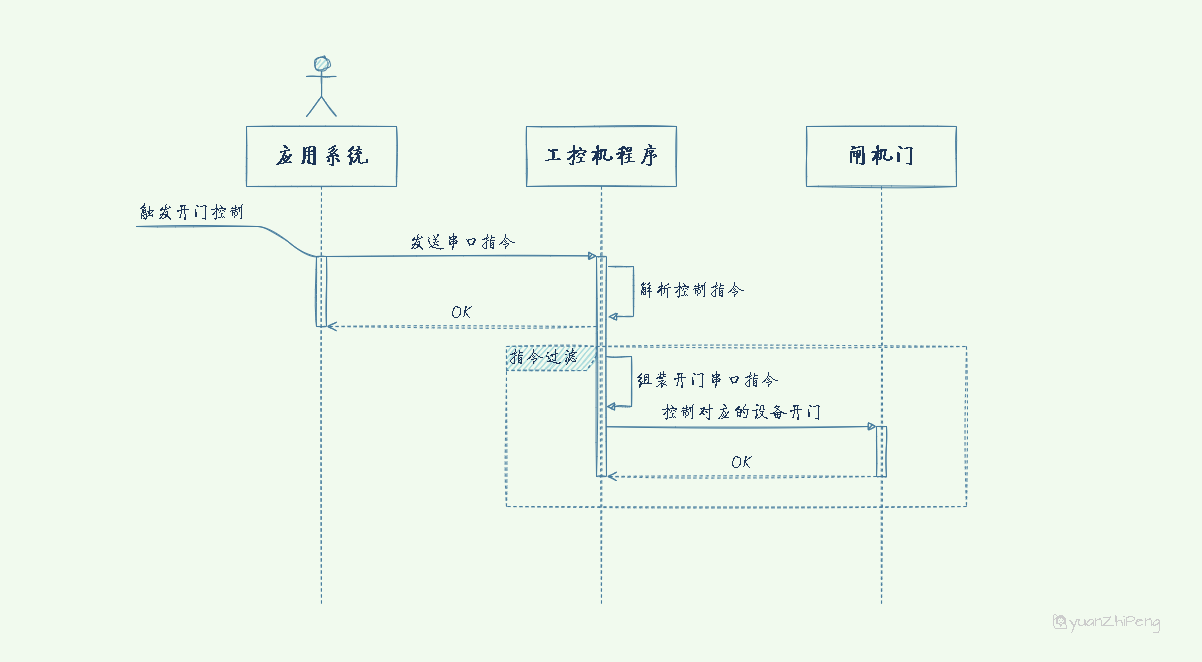 应用系统
工控机程序
闸机门
触发开门控制
发送串口指令
解析控制指令
OK
指令过滤
组装开门串口指令
控制对应的设备开门
OK
yuanZhiPeng